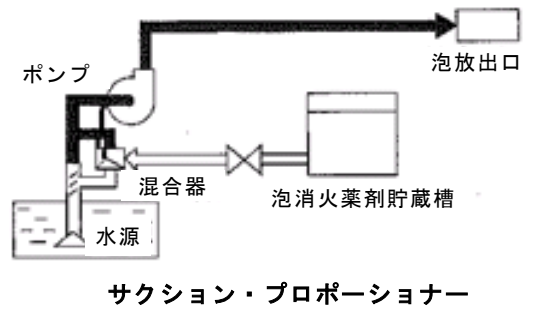 ポンプ
泡放出口
混合器
泡消火薬剤貯蔵槽
水源
サクション・プロポーショナー